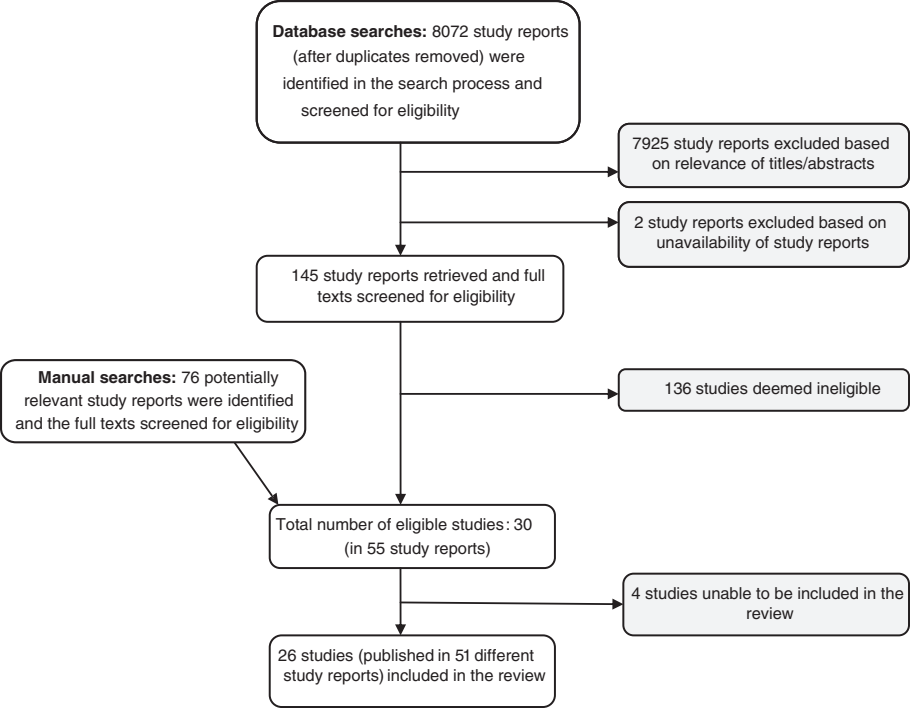 Database searches: 8072 study reports
(after duplicates removed) were
identified in the search process and
screened for eligibility
7925 study reports excluded based
on relevance of titles/abstracts
2 study reports excluded based on
unavailability of study reports
145 study reports retrieved and full
texts screened for eligibility
Manual searches: 76 potentially
relevant study reports were identified
and the full texts screened for eligibility
136 studies deemed ineligible
Total number of eligible studies: 30
(in 55 study reports)
4 studies unable to be included in the
review
26 studies (published in 51 different
study reports) included in the review